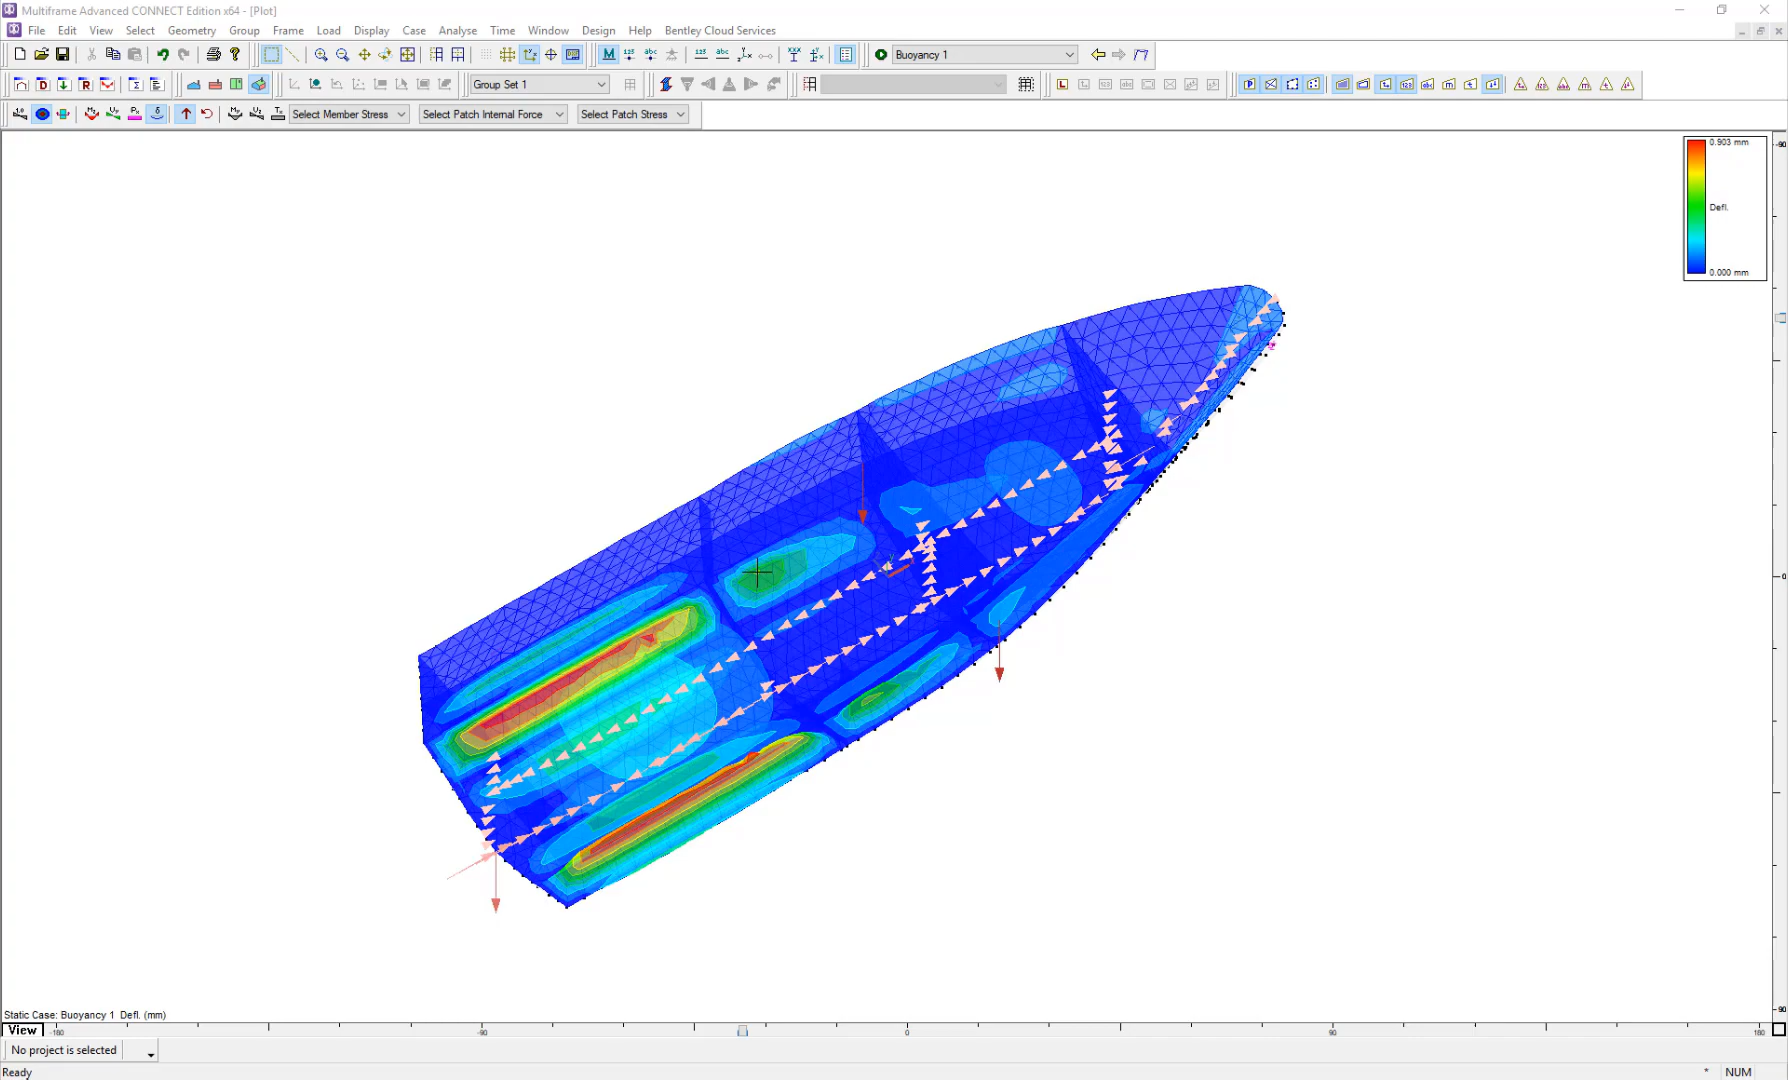 Multiframe Advanced CONNECT Edition x64 - [Plot]
File Edit View Select Geometry Group Frame Load Display Case Analyse Time Window Design Help Bentley Cloud Services
Buoyancy 1
Group Set 1
Select Member Stress Select Patch Internal Force Select Patch Stress
0.903 mm
Defl.
0.000 mm
Static Case: Buoyancy 1 Defl. (mm)
View -180 -90 0 90 180
No project is selected
Ready * NUM